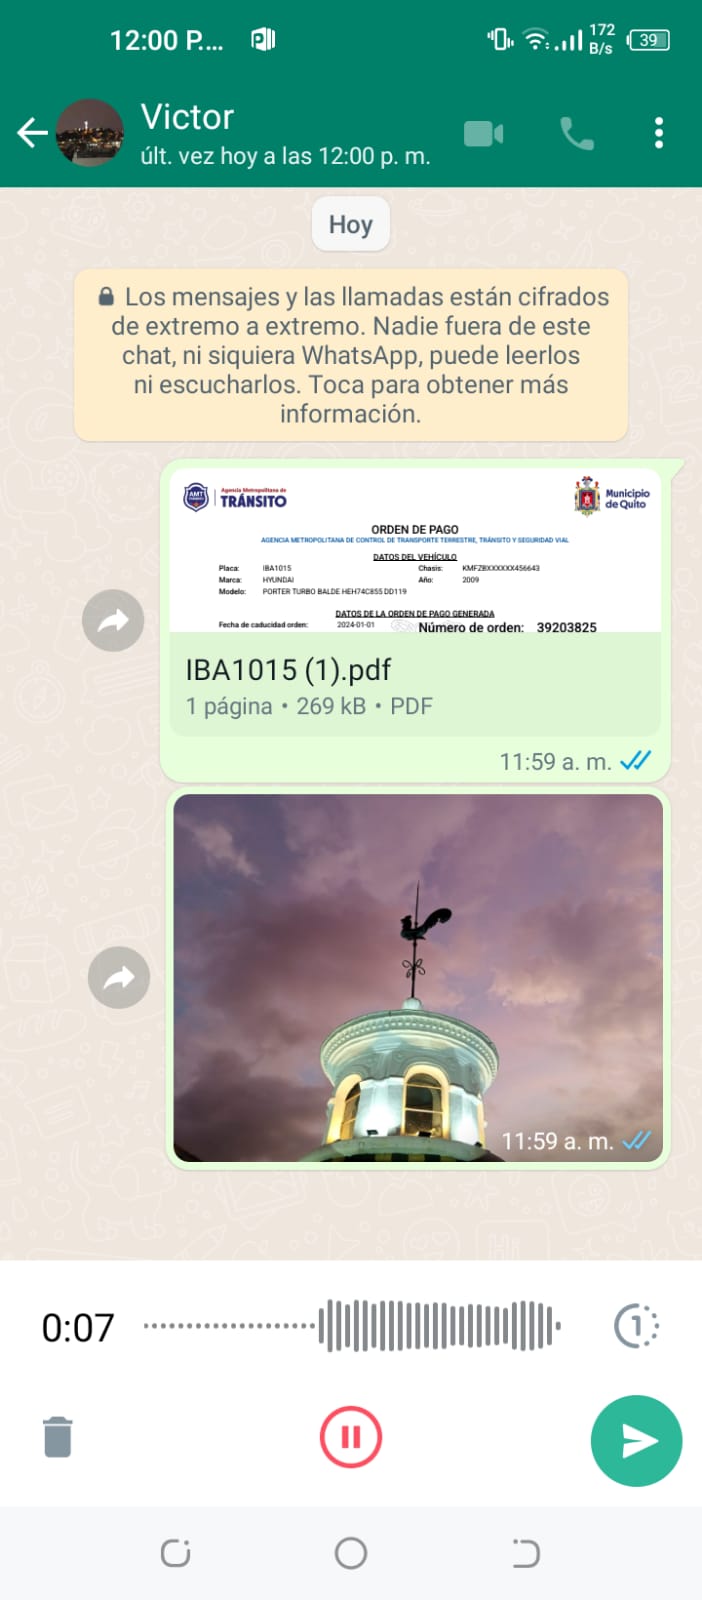 12:00 P....
172
B/s
39
Victor
últ. vez hoy a las 12:00 p. m.
Hoy
Los mensajes y las llamadas están cifrados
de extremo a extremo. Nadie fuera de este
chat, ni siquiera WhatsApp, puede leerlos
ni escucharlos. Toca para obtener más
información.
AMT
Agencia Metropolitana de
TRÁNSITO
Municipio
de Quito
ORDEN DE PAGO
AGENCIA METROPOLITANA DE CONTROL DE TRANSPORTE TERRESTRE, TRÁNSITO Y SEGURIDAD VIAL
DATOS DEL VEHÍCULO
Placa: IBA1015 Chasis: KMFZBXXXXXX456643
Marca: HYUNDAI Año: 2009
Modelo: PORTER TURBO BALDE HEH74C855 DD119
DATOS DE LA ORDEN DE PAGO GENERADA
Fecha de caducidad orden: 2024-01-01 Número de orden: 39203825
IBA1015 (1).pdf
1 página • 269 kB • PDF
11:59 a. m.
11:59 a. m.
0:07
1